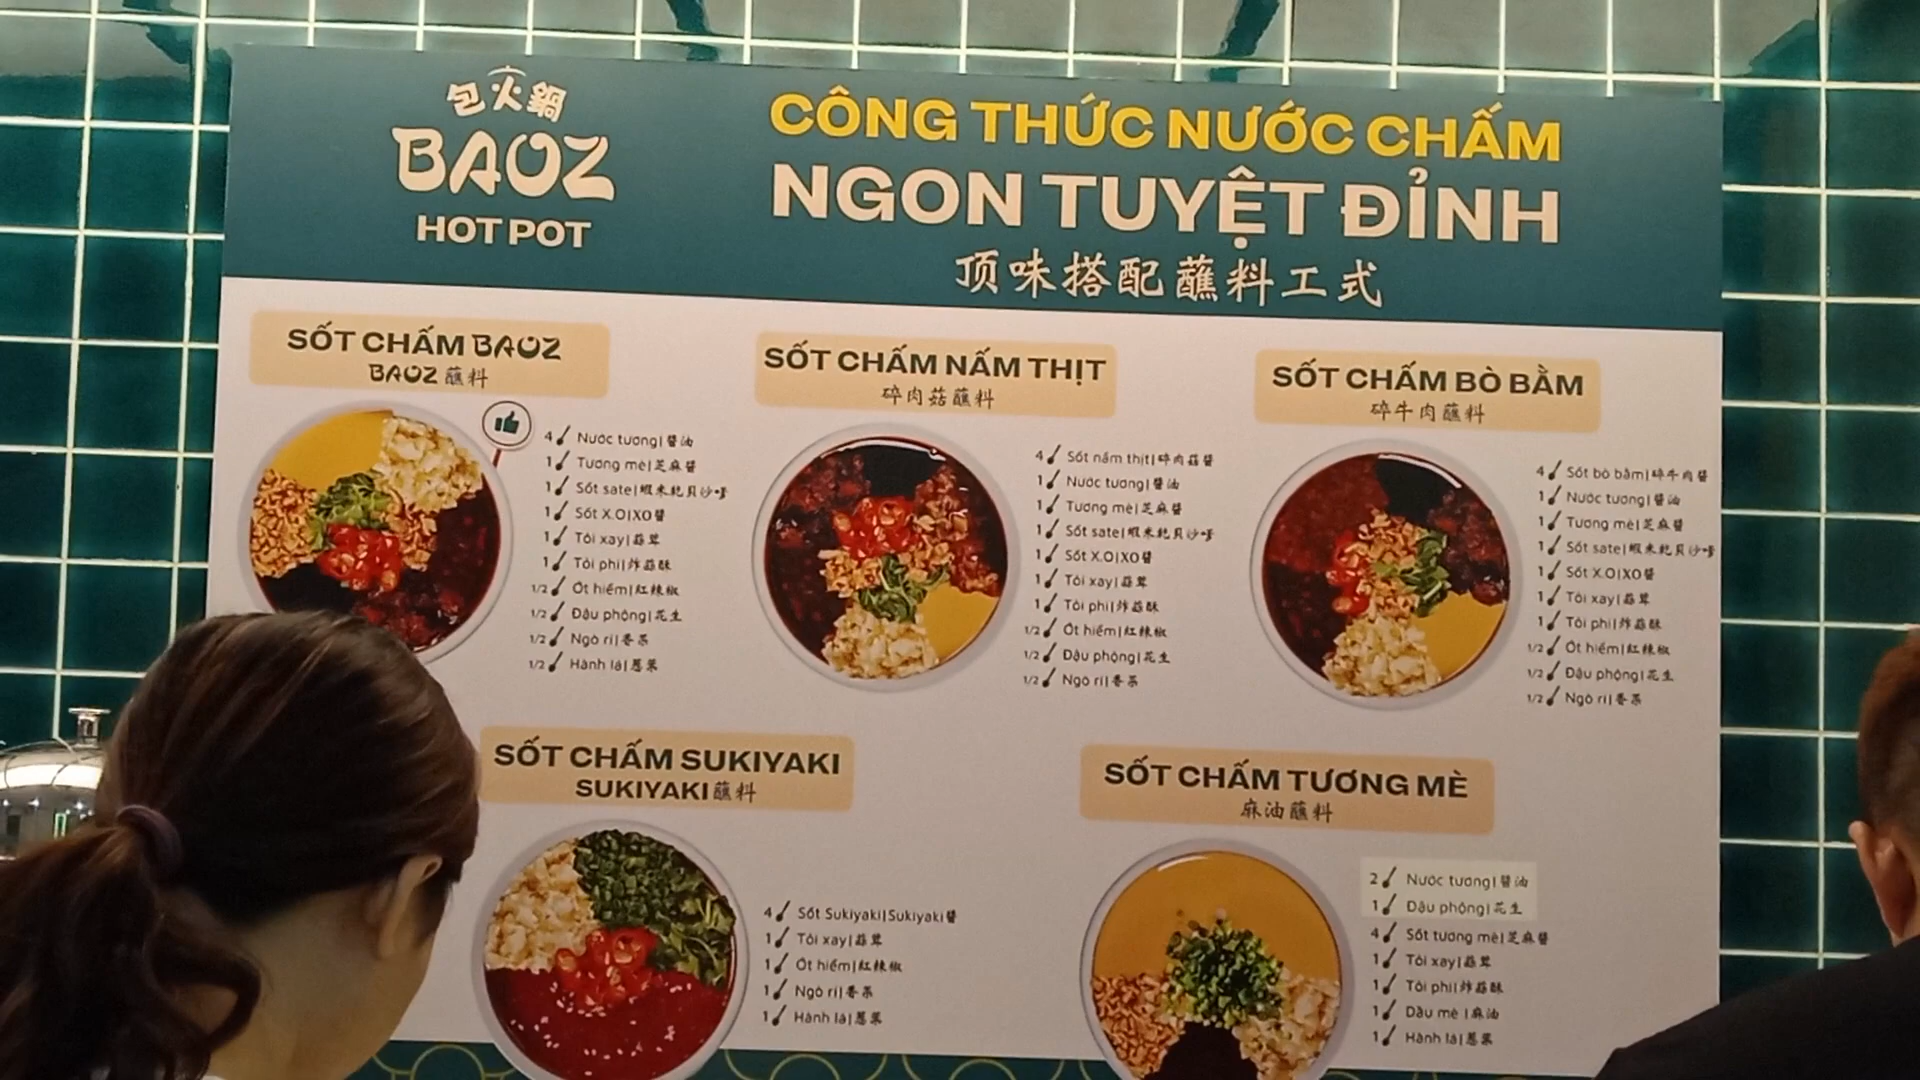 包火鍋
BAOZ
HOT POT
CÔNG THỨC NƯỚC CHẤM
NGON TUYỆT ĐỈNH
顶味搭配蘸料工式
SỐT CHẤM BAOZ
BAOZ 蘸料
4 Nước tương|醬油
1 Tương mè|芝麻醬
1 Sốt sate|蝦米乾貝沙嗲
1 Sốt X.O|XO醬
1 Tỏi xay|蒜茸
1 Tỏi phi|炸蒜酥
1/2 Ớt hiểm|紅辣椒
1/2 Đậu phộng|花生
1/2 Ngò rí|香菜
1/2 Hành lá|葱菜
SỐT CHẤM NẤM THỊT
碎肉菇蘸料
4 Sốt nấm thịt|碎肉菇醬
1 Nước tương|醬油
1 Tương mè|芝麻醬
1 Sốt sate|蝦米乾貝沙嗲
1 Sốt X.O|XO醬
1 Tỏi xay|蒜茸
1 Tỏi phi|炸蒜酥
1/2 Ớt hiểm|紅辣椒
1/2 Đậu phộng|花生
1/2 Ngò rí|香菜
SỐT CHẤM BÒ BẰM
碎牛肉蘸料
4 Sốt bò bằm|碎牛肉醬
1 Nước tương|醬油
1 Tương mè|芝麻醬
1 Sốt sate|蝦米乾貝沙嗲
1 Sốt X.O|XO醬
1 Tỏi xay|蒜茸
1 Tỏi phi|炸蒜酥
1/2 Ớt hiểm|紅辣椒
1/2 Đậu phộng|花生
1/2 Ngò rí|香菜
SỐT CHẤM SUKIYAKI
SUKIYAKI蘸料
4 Sốt Sukiyaki|Sukiyaki醬
1 Tỏi xay|蒜茸
1 Ớt hiểm|紅辣椒
1 Ngò rí|香菜
1 Hành lá|葱菜
SỐT CHẤM TƯƠNG MÈ
麻油蘸料
2 Nước tương|醬油
1 Đậu phộng|花生
4 Sốt tương mè|芝麻醬
1 Tỏi xay|蒜茸
1 Tỏi phi|炸蒜酥
1 Dầu mè |麻油
1 Hành lá|葱菜